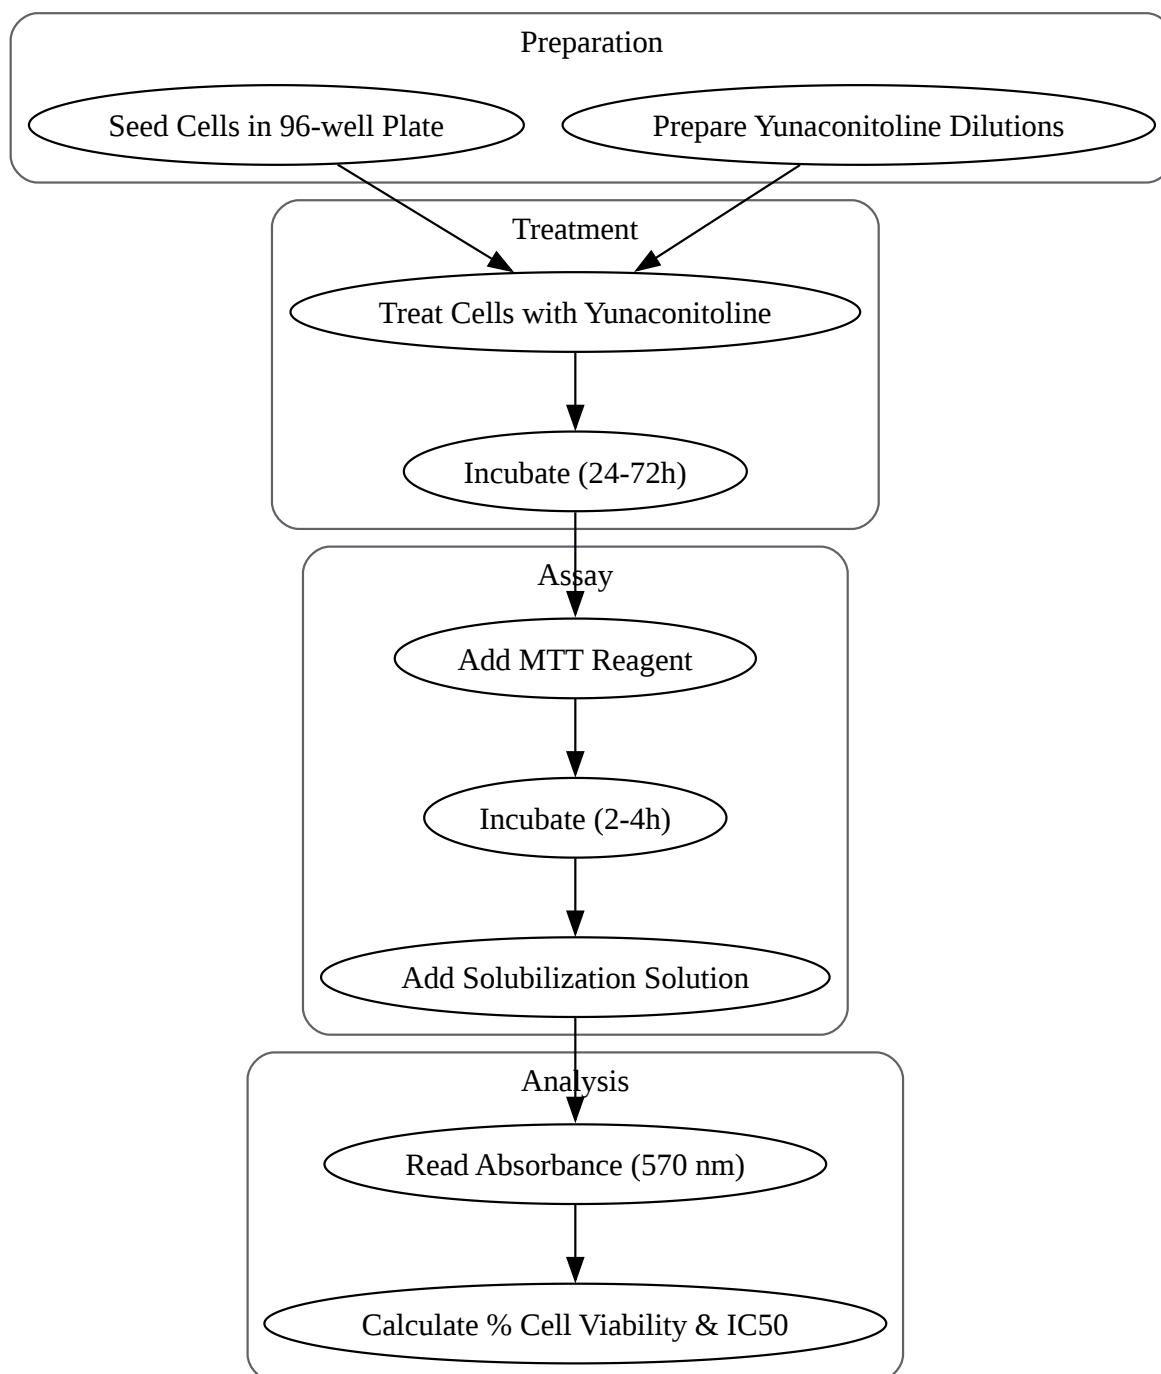 Preparation
Seed Cells in 96-well Plate
Prepare Yunaconitoline Dilutions
Treatment
Treat Cells with Yunaconitoline
Incubate (24-72h)
Assay
Add MTT Reagent
Incubate (2-4h)
Add Solubilization Solution
Analysis
Read Absorbance (570 nm)
Calculate % Cell Viability & IC50